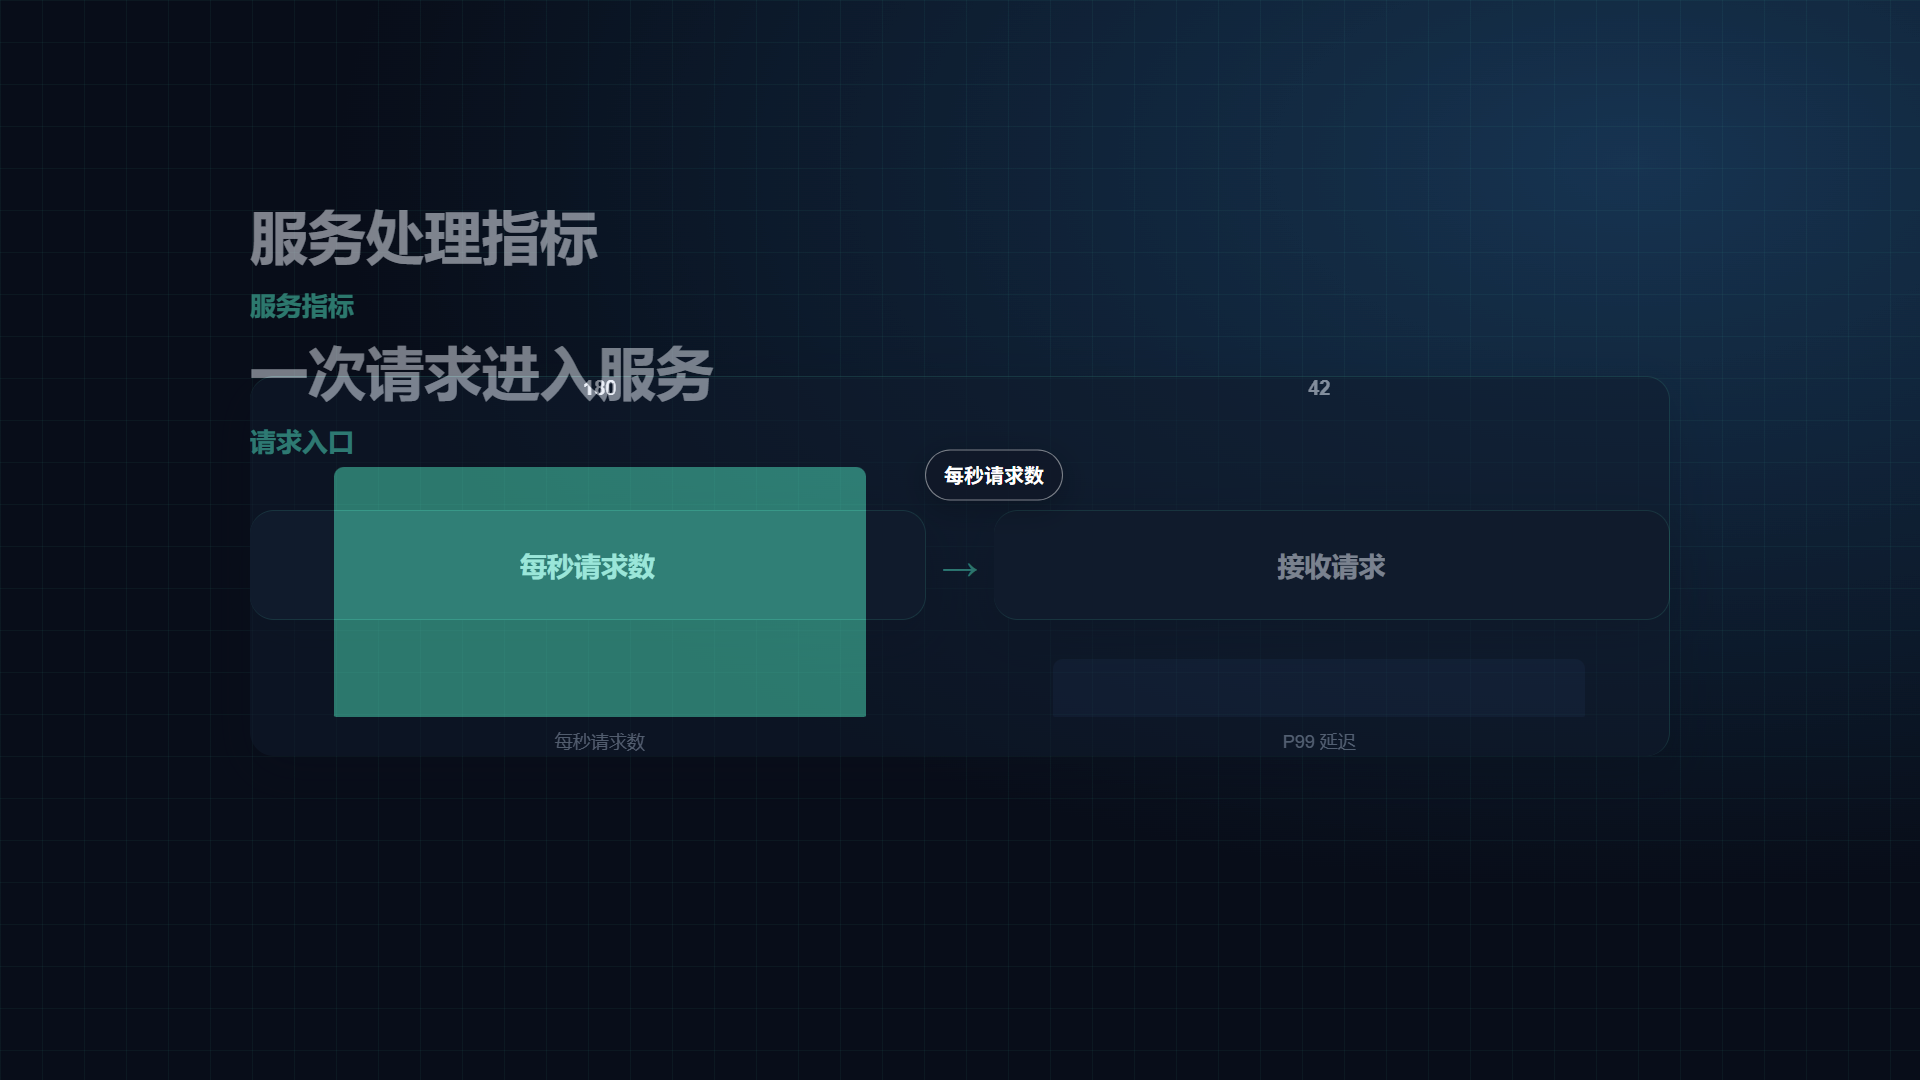 服务处理指标
服务指标
一次请求进入服务
180
42
请求入口
每秒请求数
每秒请求数
→
接收请求
每秒请求数
P99 延迟